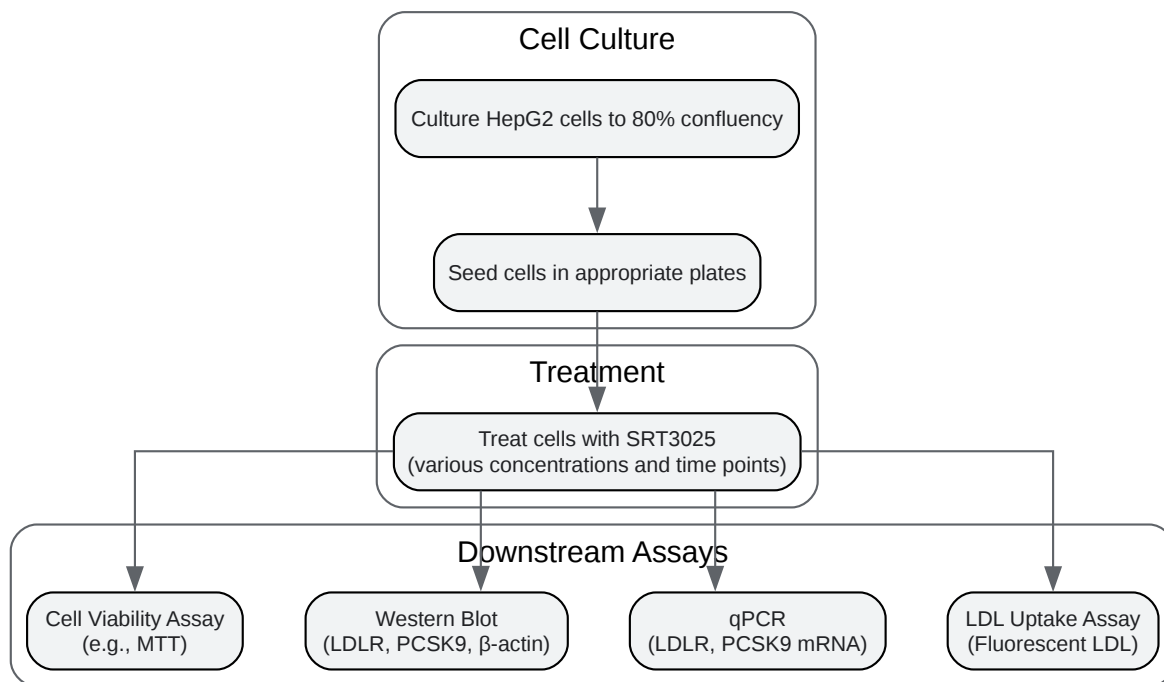 Cell Culture
Culture HepG2 cells to 80% confluency
Seed cells in appropriate plates
Treatment
Treat cells with SRT3025
(various concentrations and time points)
Downstream Assays
Cell Viability Assay
(e.g., MTT)
Western Blot
(LDLR, PCSK9, β-actin)
qPCR
(LDLR, PCSK9 mRNA)
LDL Uptake Assay
(Fluorescent LDL)